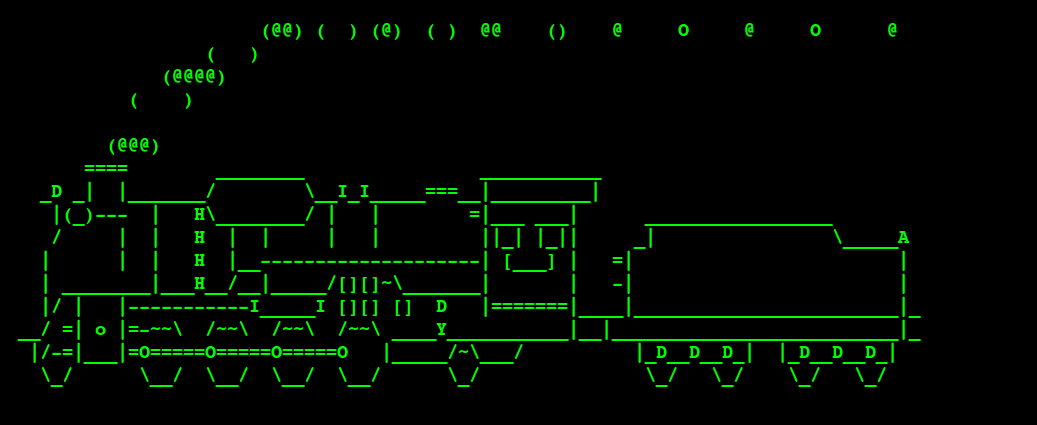 (@@) (  ) (@)  ( )  @@    ()    @     O     @     O      @
                 (   )
             (@@@@)
          (    )

        (@@@)
      ====        ________                ___________
  _D _|  |_______/        \__I_I_____===__|_________|
   |(_)---  |   H\________/ |   |        =|___ ___|      _________________
   /     |  |   H  |  |     |   |         ||_| |_||     _|                \_____A
  |      |  |   H  |__--------------------| [___] |   =|                        |
  | ________|___H__/__|_____/[][]~\_______|       |   -|                        |
  |/ |   |-----------I_____I [][] []  D   |=======|____|________________________|_
__/ =| o |=-~~\  /~~\  /~~\  /~~\ ____Y___________|__|__________________________|_
 |/-=|___|=O=====O=====O=====O   |_____/~\___/          |_D__D__D_|  |_D__D__D_|
  \_/      \__/  \__/  \__/  \__/      \_/               \_/   \_/    \_/   \_/